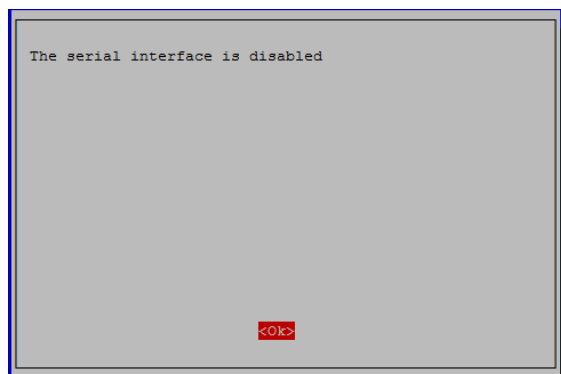 The serial interface is disabled
<Ok>